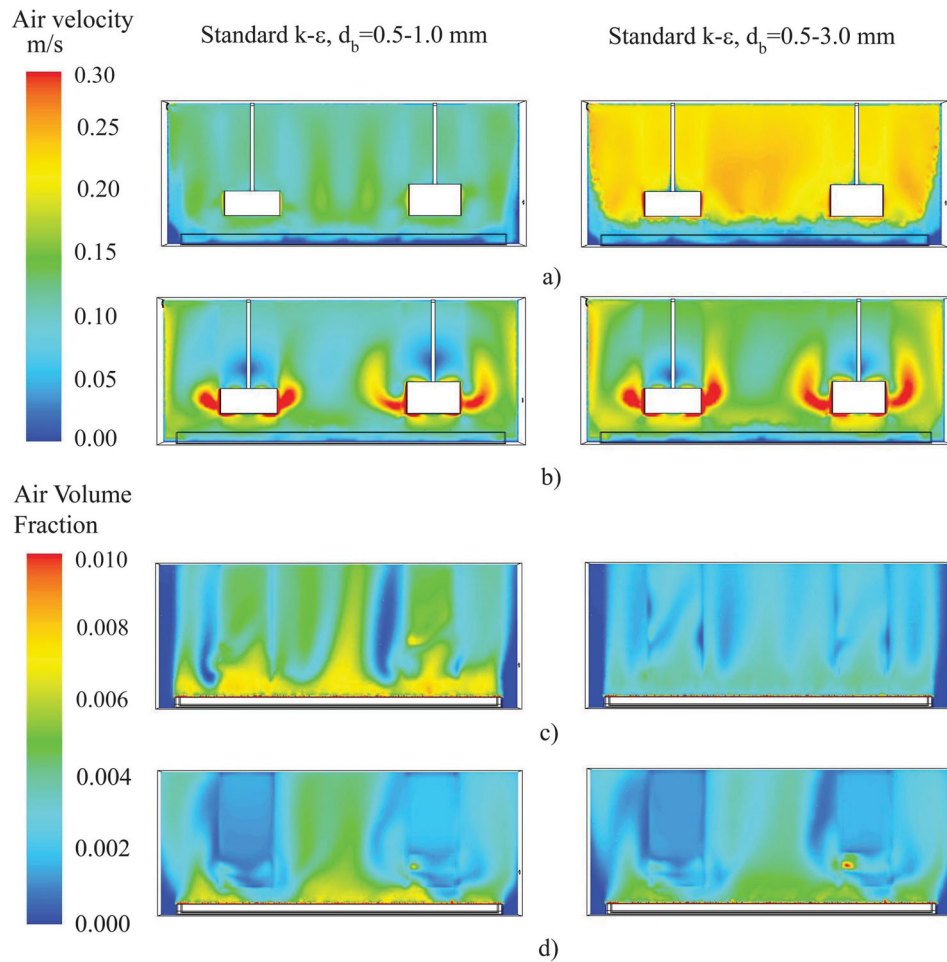 Air velocity
m/s
Standard k-ε, d_b=0.5-1.0 mm
Standard k-ε, d_b=0.5-3.0 mm
0.30
0.25
0.20
0.15
0.10
0.05
0.00
a)
b)
Air Volume
Fraction
0.010
0.008
0.006
0.004
0.002
0.000
c)
d)